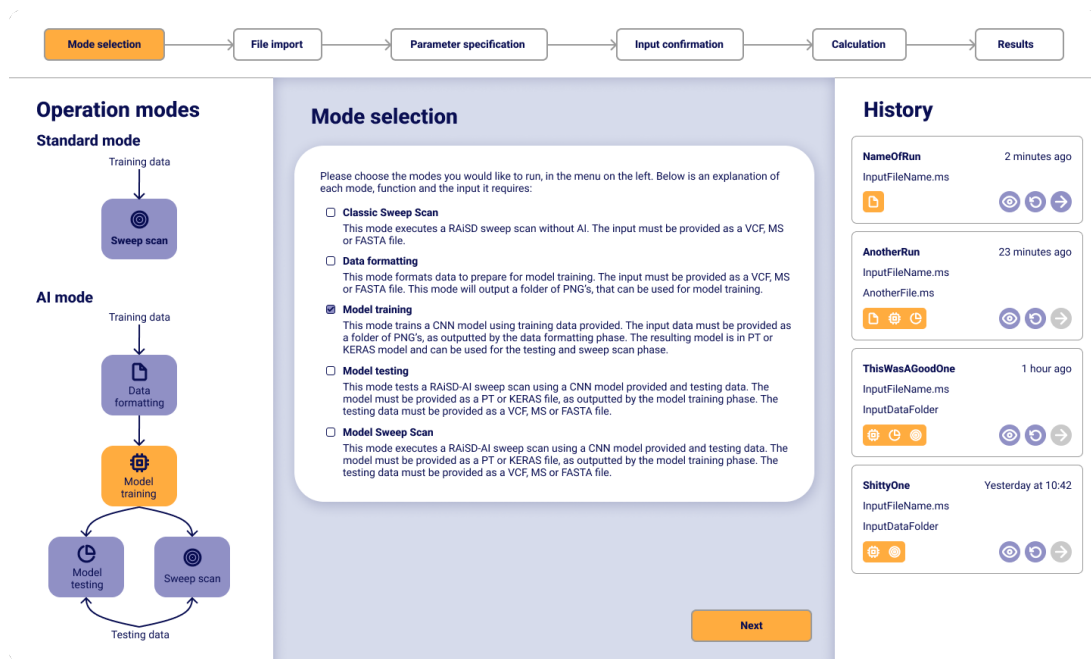 Mode selection
File import
Parameter specification
Input confirmation
Calculation
Results
Operation modes
Standard mode
Training data
Sweep scan
AI mode
Training data
Data
formatting
Model
training
Model
testing
Sweep scan
Testing data
Mode selection
Please choose the modes you would like to run, in the menu on the left. Below is an explanation of
each mode, function and the input it requires:
Classic Sweep Scan
This mode executes a RAiSD sweep scan without AI. The input must be provided as a VCF, MS
or FASTA file.
Data formatting
This mode formats data to prepare for model training. The input must be provided as a VCF, MS
or FASTA file. This mode will output a folder of PNG's, that can be used for model training.
Model training
This mode trains a CNN model using training data provided. The input data must be provided as
a folder of PNG's, as outputted by the data formatting phase. The resulting model is in PT or
KERAS model and can be used for the testing and sweep scan phase.
Model testing
This mode tests a RAiSD-AI sweep scan using a CNN model provided and testing data. The
model must be provided as a PT or KERAS file, as outputted by the model training phase. The
testing data must be provided as a VCF, MS or FASTA file.
Model Sweep Scan
This mode executes a RAiSD-AI sweep scan using a CNN model provided and testing data. The
model must be provided as a PT or KERAS file, as outputted by the model training phase. The
testing data must be provided as a VCF, MS or FASTA file.
Next
History
NameOfRun
2 minutes ago
InputFileName.ms
AnotherRun
23 minutes ago
InputFileName.ms
AnotherFile.ms
ThisWasAGoodOne
1 hour ago
InputFileName.ms
InputDataFolder
ShittyOne
Yesterday at 10:42
InputFileName.ms
InputDataFolder